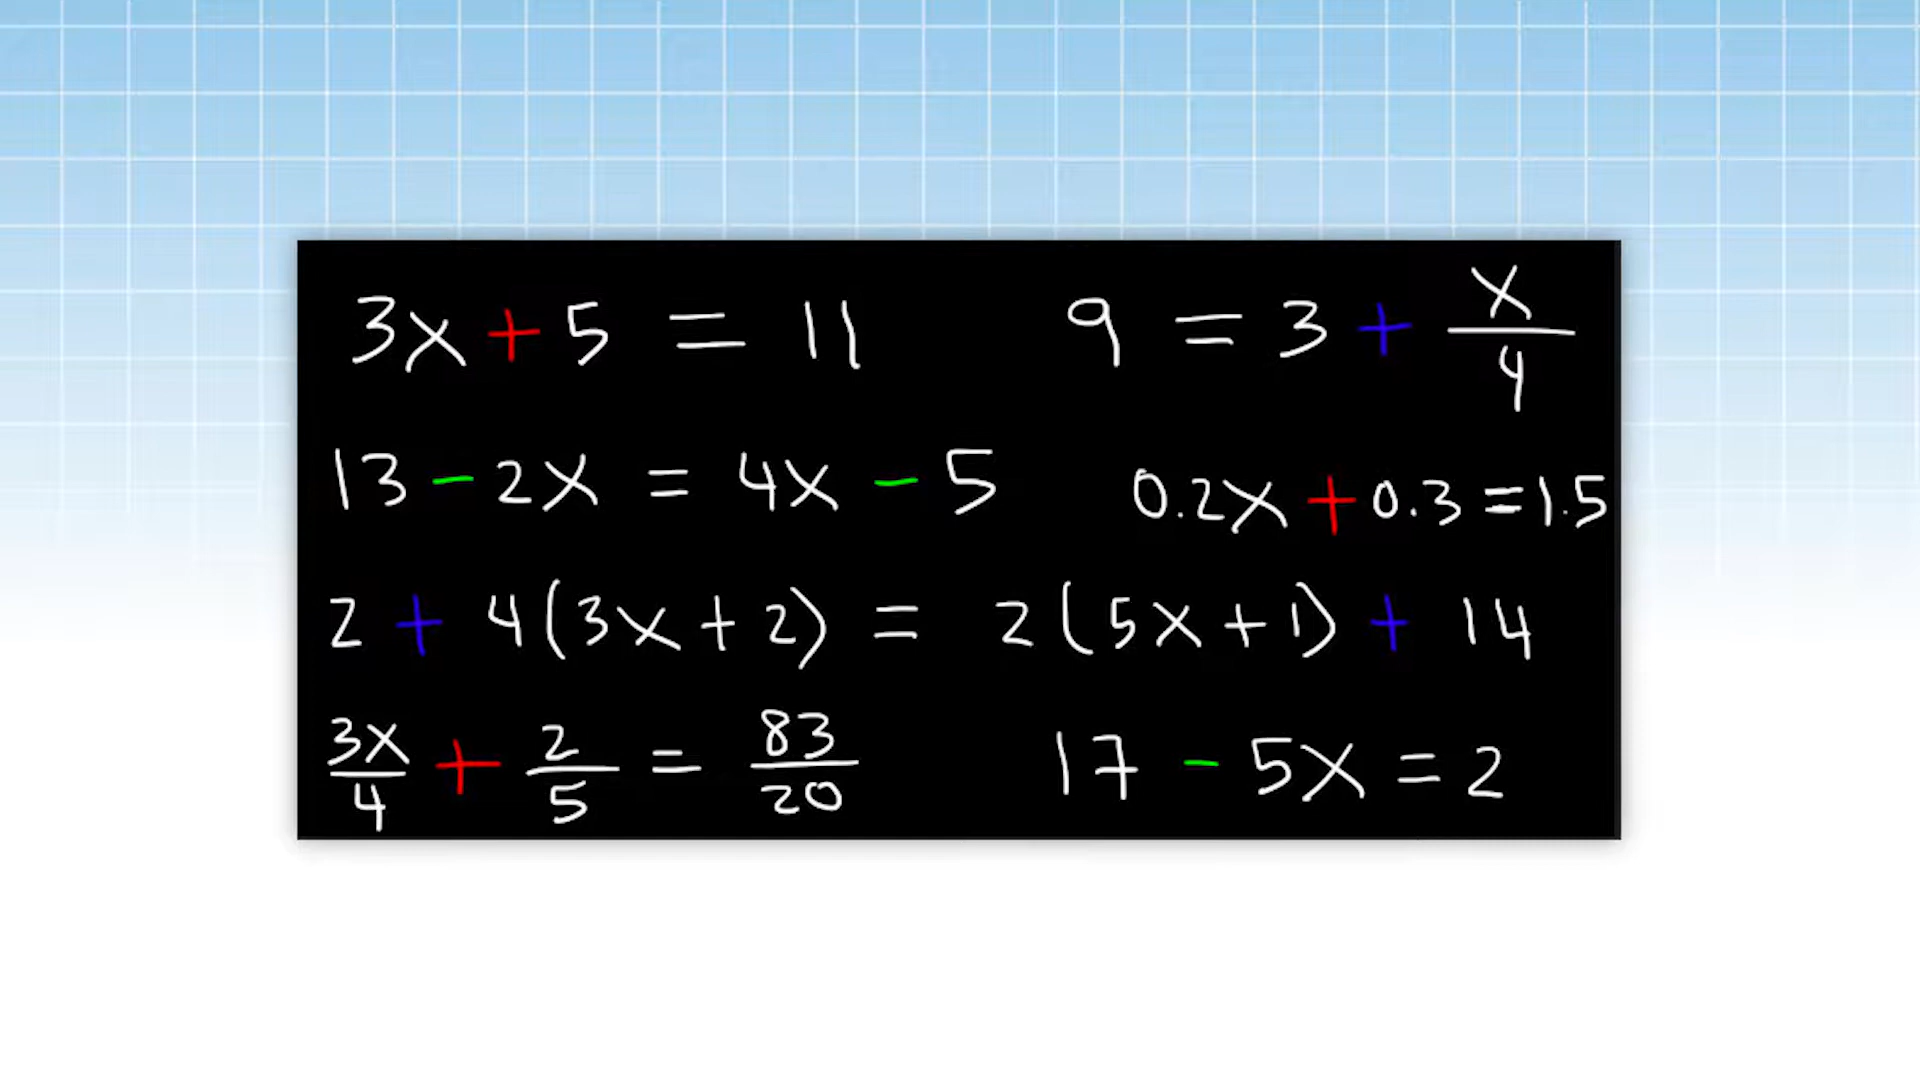 3x + 5 = 11
9 = 3 + x/4
13 - 2x = 4x - 5
0.2x + 0.3 = 1.5
2 + 4(3x + 2) = 2(5x + 1) + 14
3x/4 + 2/5 = 83/20
17 - 5x = 2